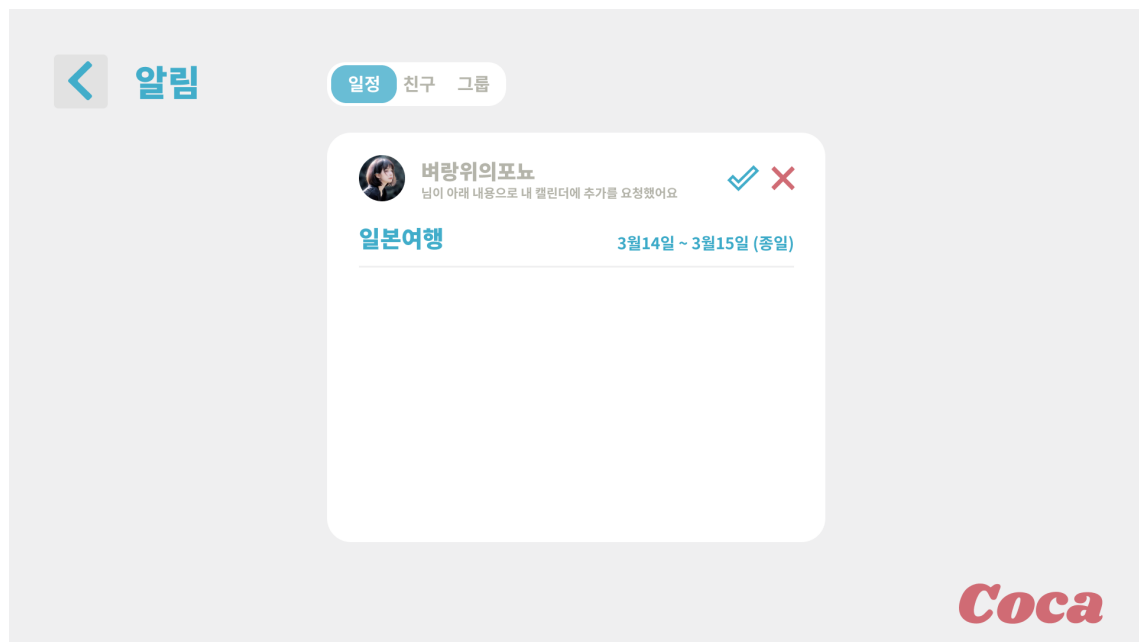 알림
일정 친구 그룹
벼랑위의포뇨
님이 아래 내용으로 내 캘린더에 추가를 요청했어요
일본여행 3월14일 ~ 3월15일 (종일)
Coca